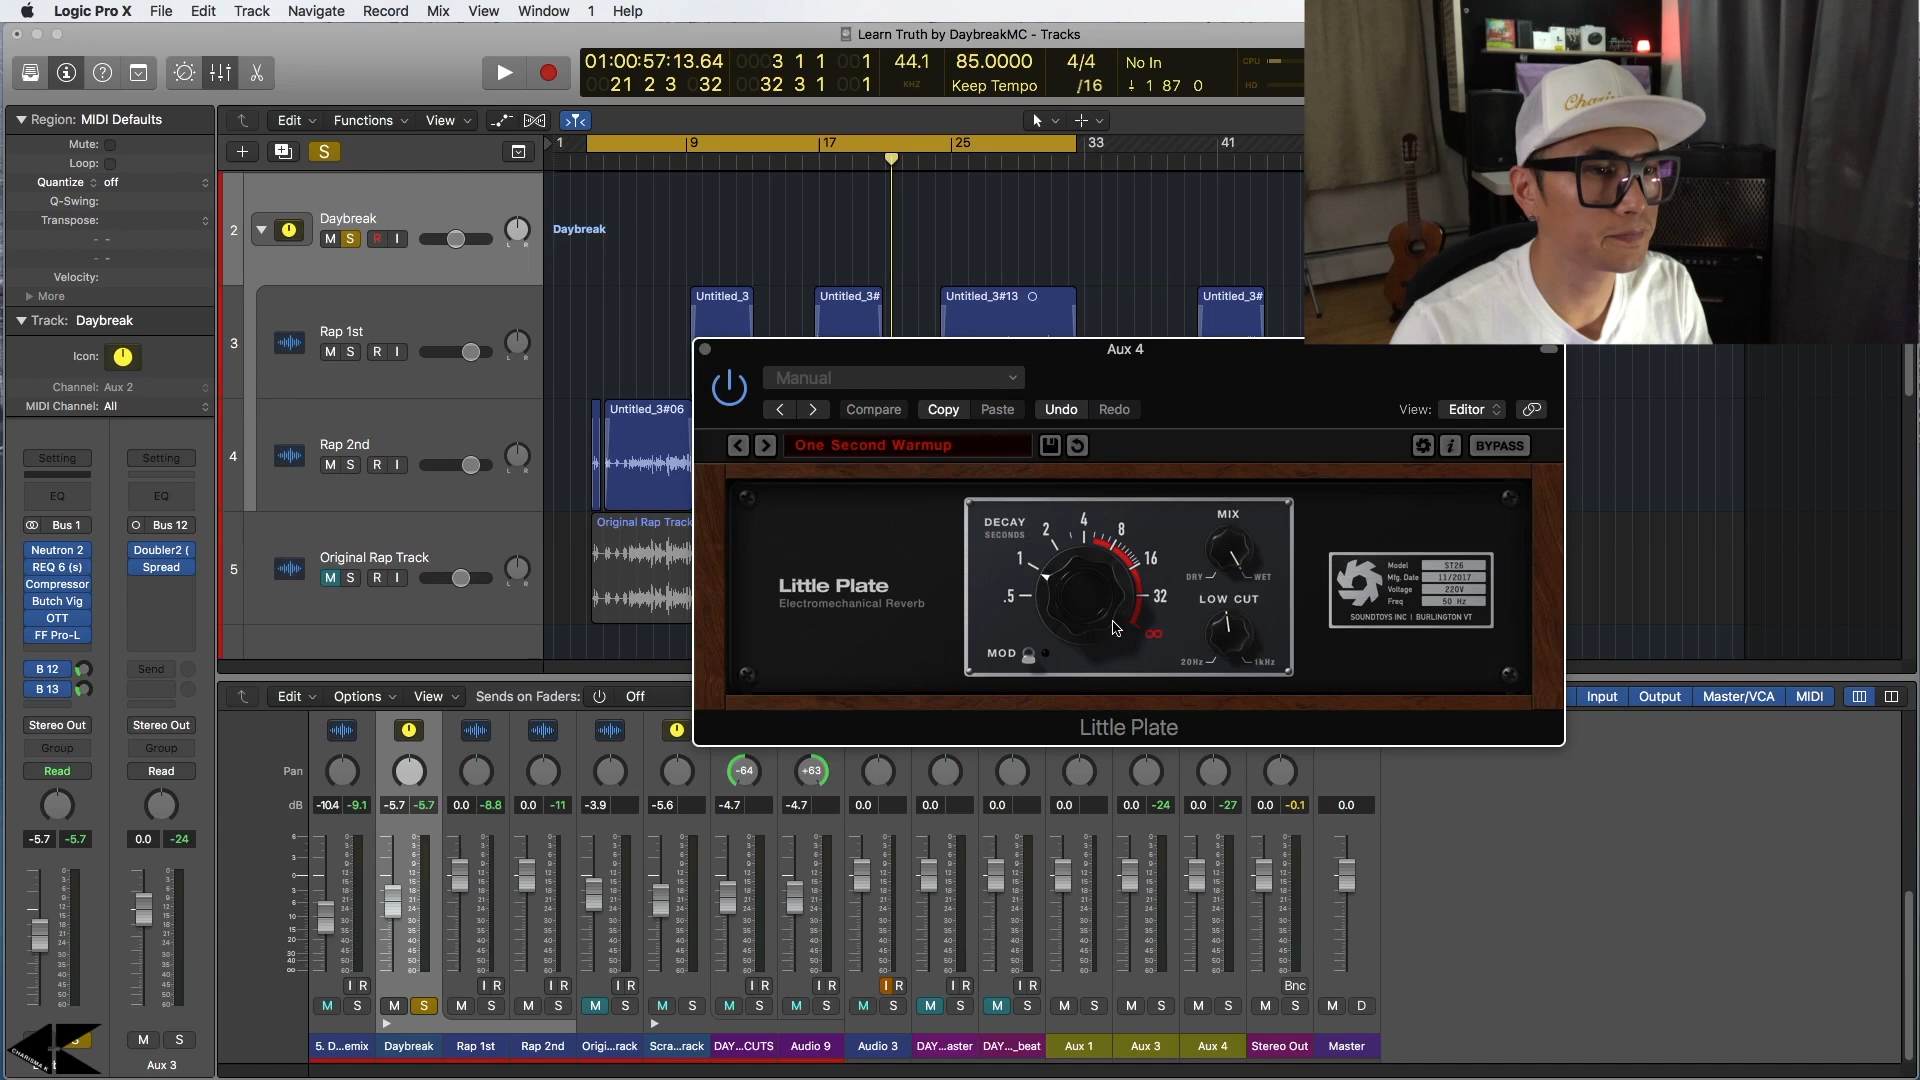 Logic Pro X File Edit Track Navigate Record Mix View Window 1 Help
Learn Truth by DaybreakMC - Tracks
01:00:57:13.64 0003 1 1 001 44.1 85.0000 4/4 No In CPU
0021 2 3 032 0032 3 1 001 KHZ Keep Tempo /16 1 87 0 HD
Region: MIDI Defaults
Mute:
Loop:
Quantize off
Q-Swing:
Transpose:
Velocity:
More
Track: Daybreak
Icon:
Channel: Aux 2
MIDI Channel: All
Edit Functions View
S
1 9 17 25 33 41
2 Daybreak
M S R I
L R
Daybreak
3 Rap 1st
M S R I
Untitled_3 Untitled_3# Untitled_3#13 Untitled_3#
4 Rap 2nd
M S R I
L R
Untitled_3#06
5 Original Rap Track
M S R I
L R
Original Rap Track
Aux 4
Manual
Compare Copy Paste Undo Redo View: Editor
One Second Warmup i BYPASS
DECAY
SECONDS
.5 1 2 4 8 16 32 ∞
MOD
MIX
DRY WET
LOW CUT
20Hz 1kHz
Little Plate
Electromechanical Reverb
Model ST26
Mfg. Date 11/2017
Voltage 220V
Freq 50 Hz
SOUNDTOYS INC | BURLINGTON VT
Little Plate
Setting Setting
EQ EQ
Bus 1 Bus 12
Neutron 2 Doubler2 (
REQ 6 (s) Spread
Compressor
Butch Vig
OTT
FF Pro-L
B 12 Send
B 13
Stereo Out Stereo Out
Group Group
Read Read
-5.7 -5.7 0.0 -24
M S
Aux 3
CHARISMAK
Edit Options View Sends on Faders: Off
Input Output Master/VCA MIDI
Pan -64 +63
dB -10.4 -9.1 -5.7 -5.7 0.0 -8.8 0.0 -11 -3.9 -5.6 -4.7 -4.7 0.0 0.0 0.0 0.0 0.0 -24 0.0 -27 0.0 -0.1 0.0
I R I R I R I R I R I R I R I R I R Bnc
M S M S M S M S M S M S M S M S M S M S M S M S M S M S M S M D
5. D...emix Daybreak Rap 1st Rap 2nd Origi...rack Scra...rack DAY...CUTS Audio 9 Audio 3 DAY...aster DAY..._beat Aux 1 Aux 3 Aux 4 Stereo Out Master